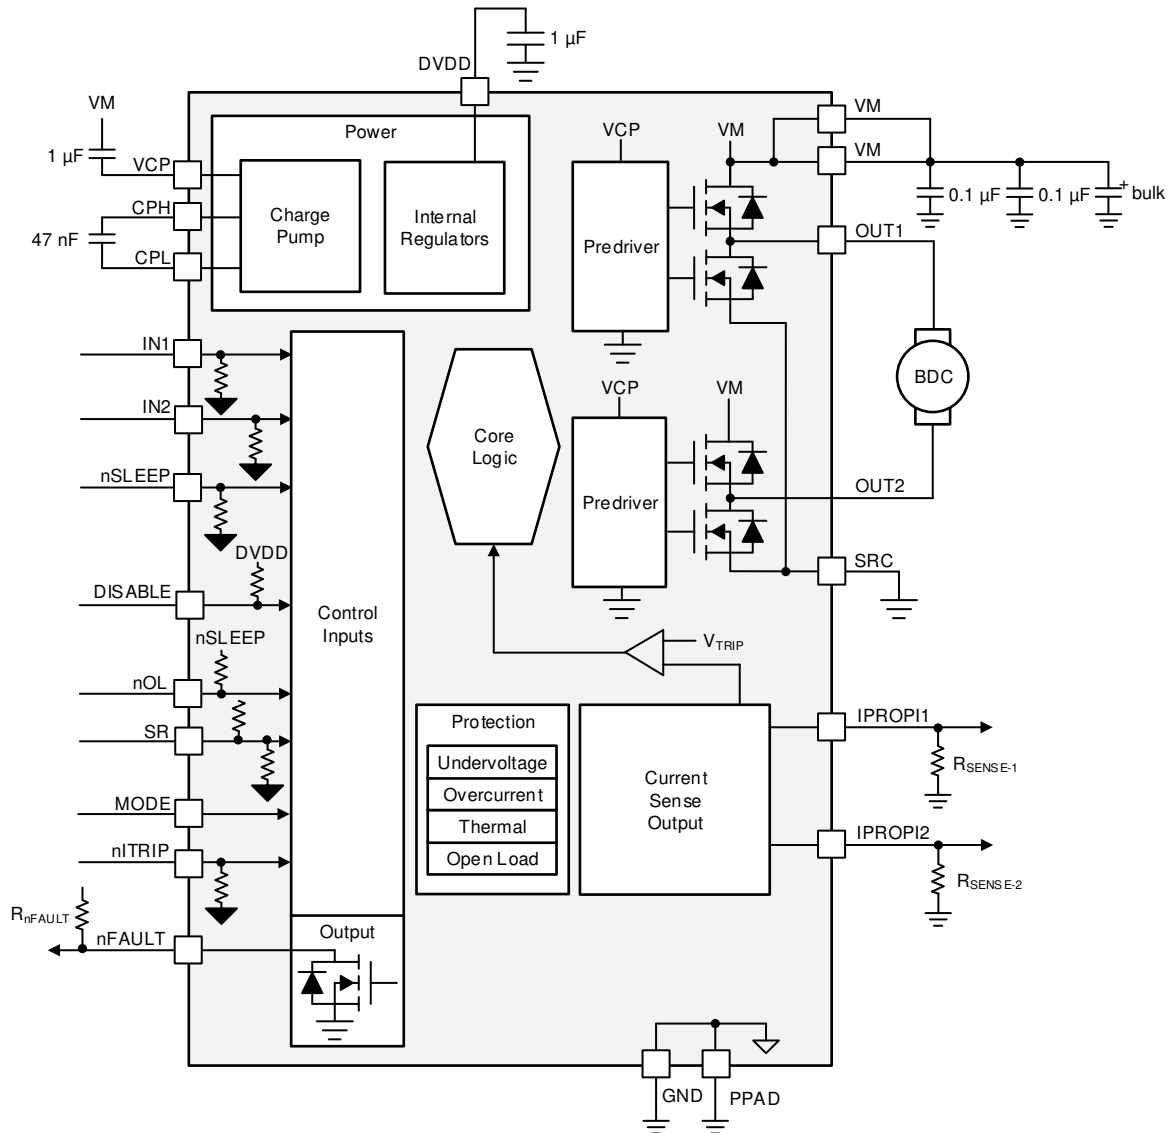 1 µF
DVDD
VM
1 µF
VCP
CPH
47 nF
CPL
Power
Charge
Pump
Internal
Regulators
VCP
VM
Predriver
VM
VM
0.1 µF
0.1 µF
+
bulk
OUT1
BDC
IN1
IN2
nSLEEP
DVDD
DISABLE
nSLEEP
nOL
SR
MODE
nITRIP
RnFAULT
nFAULT
Control
Inputs
Output
Core
Logic
VCP
VM
Predriver
OUT2
SRC
VTRIP
Protection
Undervoltage
Overcurrent
Thermal
Open Load
Current
Sense
Output
IPROPI1
RSENSE-1
IPROPI2
RSENSE-2
GND
PPAD